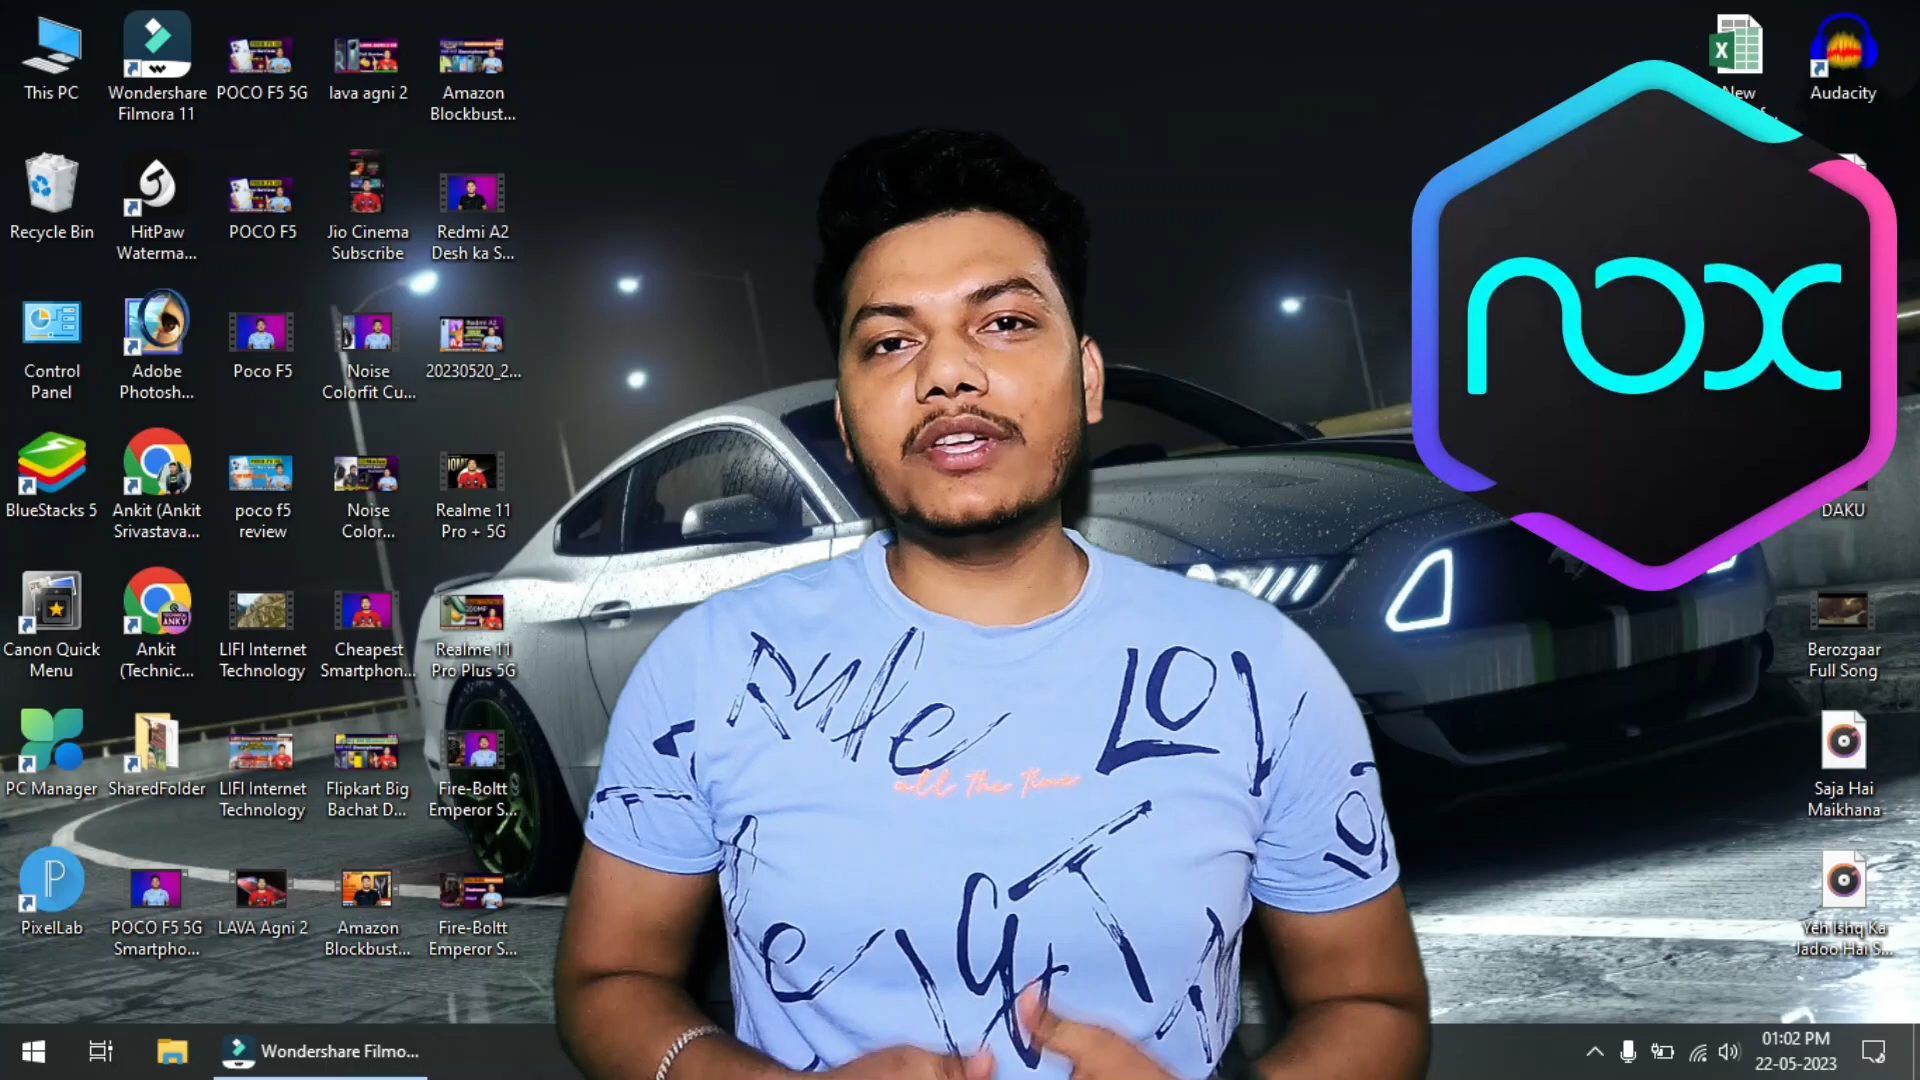 This PC
Wondershare
Filmora 11
POCO F5 5G
lava agni 2
Amazon
Blockbust...
New
Audacity
Recycle Bin
HitPaw
Waterma...
POCO F5
Jio Cinema
Subscribe
Redmi A2
Desh ka S...
nox
Control
Panel
Adobe
Photosh...
Poco F5
Noise
Colorfit Cu...
20230520_2...
BlueStacks 5
Ankit (Ankit
Srivastava...
poco f5
review
Noise
Color...
Realme 11
Pro + 5G
DAKU
Canon Quick
Menu
Ankit
(Technic...
LIFI Internet
Technology
Cheapest
Smartphon...
Realme 11
Pro Plus 5G
Berozgaar
Full Song
Rule
LOV
all the time
PC Manager
SharedFolder
LIFI Internet
Technology
Flipkart Big
Bachat D...
Fire-Boltt
Emperor S...
Saja Hai
Maikhana
PixelLab
POCO F5 5G
Smartpho...
LAVA Agni 2
Amazon
Blockbust...
Fire-Boltt
Emperor S...
Yeh Ishq Ka
Jadoo Hai S...
Wondershare Filmo...
01:02 PM
22-05-2023